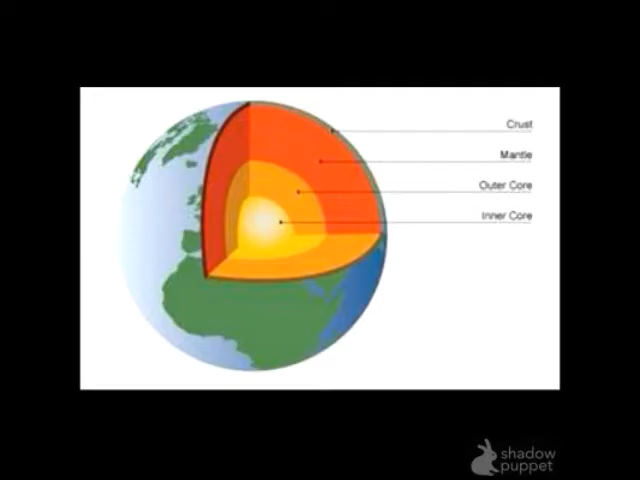 Crust
Mantle
Outer Core
Inner Core
shadow
puppet